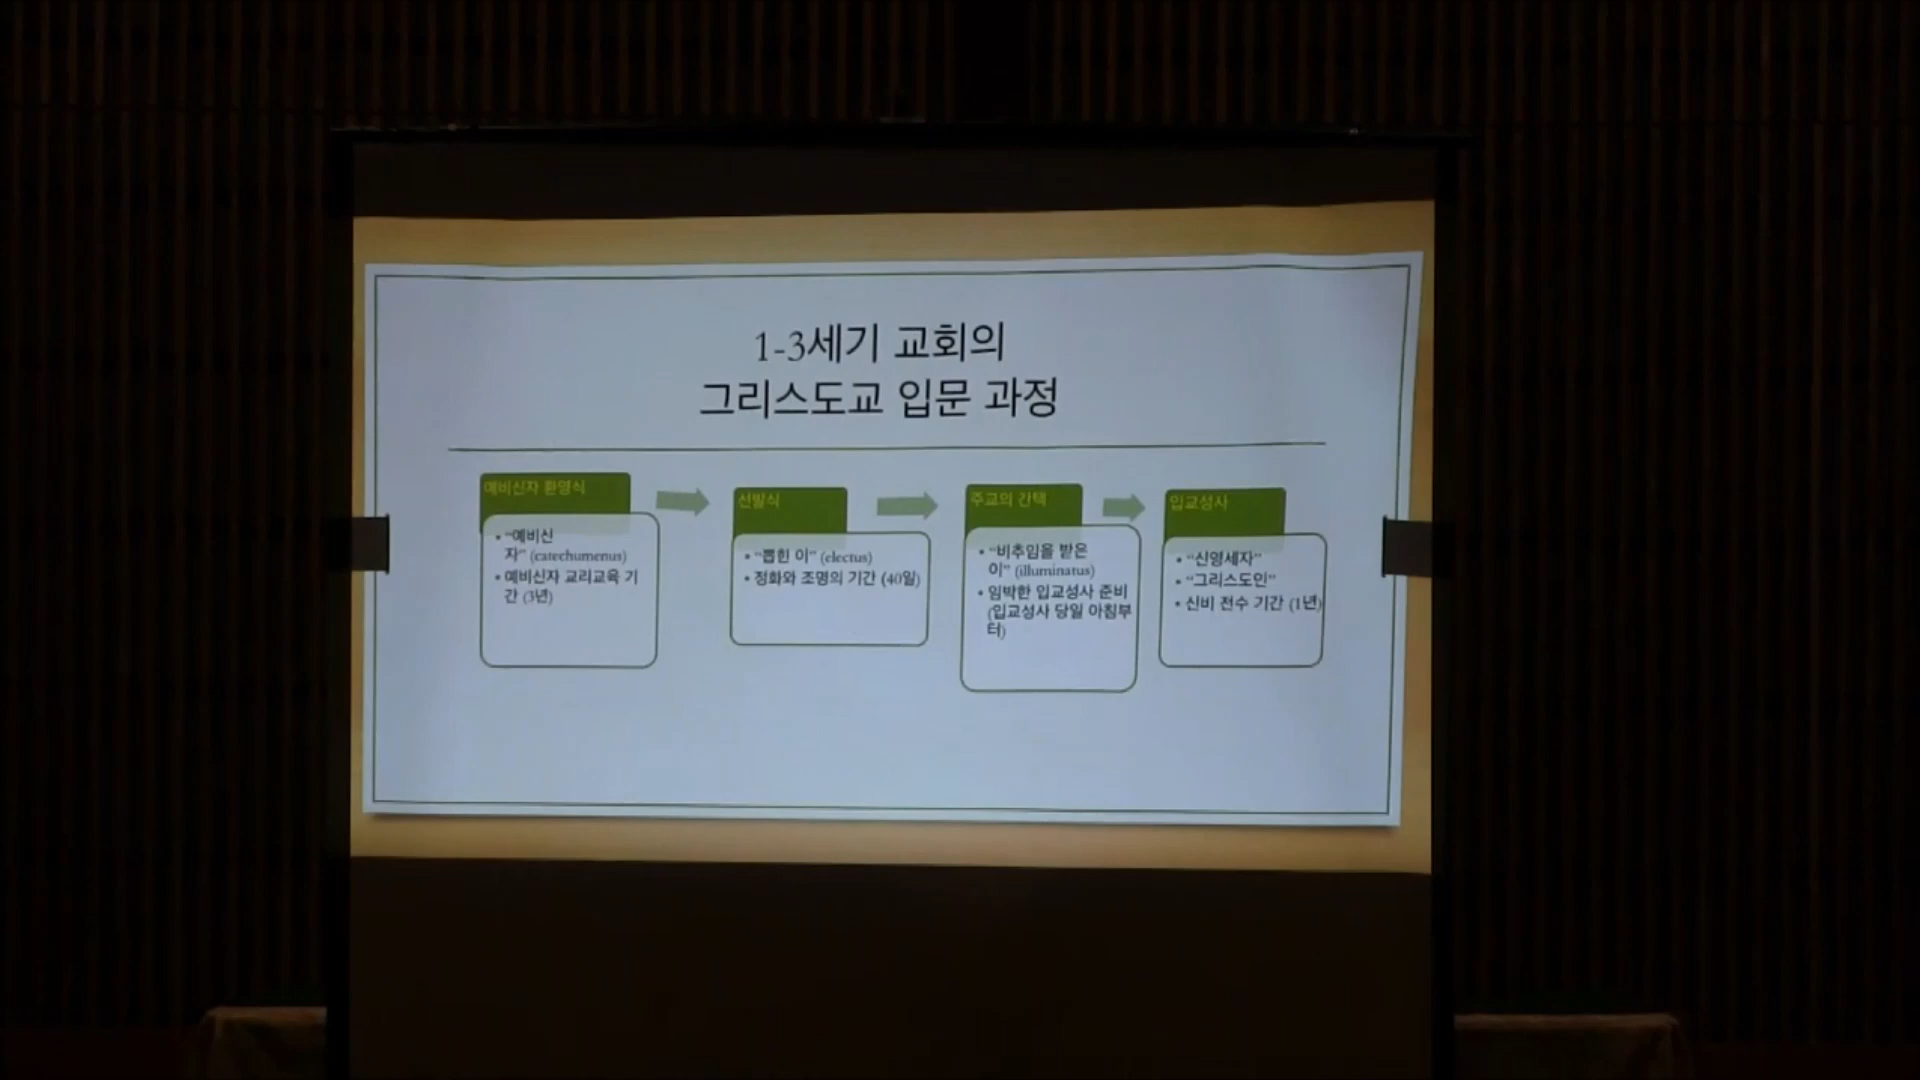 1-3세기 교회의
그리스도교 입문 과정
예비신자 환영식
• “예비신
자” (catechumenus)
• 예비신자 교리교육 기
간 (3년)
선발식
• “뽑힌 이” (electus)
• 정화와 조명의 기간 (40일)
주교의 간택
• “비추임을 받은
이” (illuminatus)
• 임박한 입교성사 준비
(입교성사 당일 아침부
터)
입교성사
• “신영세자”
• “그리스도인”
• 신비 전수 기간 (1년)